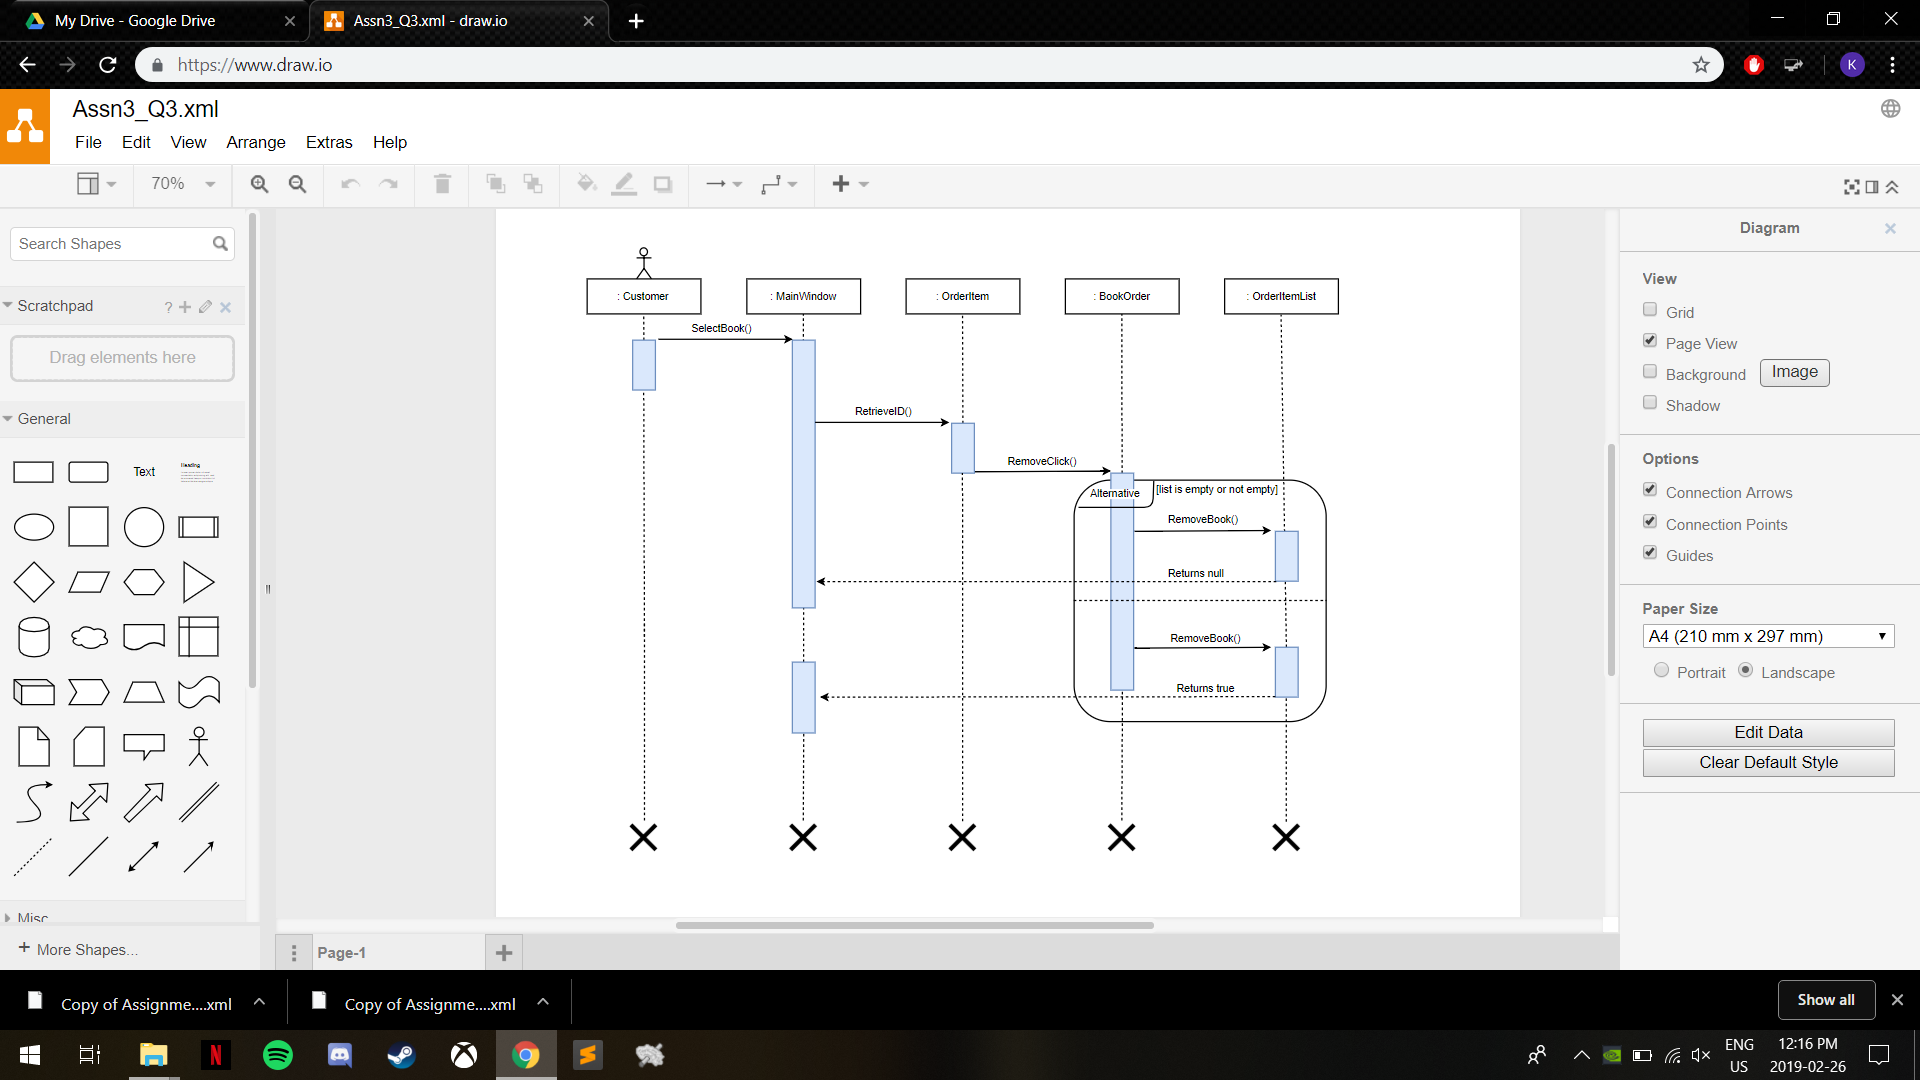 My Drive - Google Drive
Assn3_Q3.xml - draw.io
https://www.draw.io
K
Assn3_Q3.xml
File Edit View Arrange Extras Help
70%
Search Shapes
Scratchpad
?
Drag elements here
General
Text
Heading
Misc
+ More Shapes...
: Customer
: MainWindow
: OrderItem
: BookOrder
: OrderItemList
SelectBook()
RetrieveID()
RemoveClick()
Alternative
[list is empty or not empty]
RemoveBook()
Returns null
RemoveBook()
Returns true
Page-1
Diagram
View
Grid
Page View
Background
Image
Shadow
Options
Connection Arrows
Connection Points
Guides
Paper Size
A4 (210 mm x 297 mm)
Portrait
Landscape
Edit Data
Clear Default Style
Copy of Assignme....xml
Copy of Assignme....xml
Show all
ENG
US
12:16 PM
2019-02-26